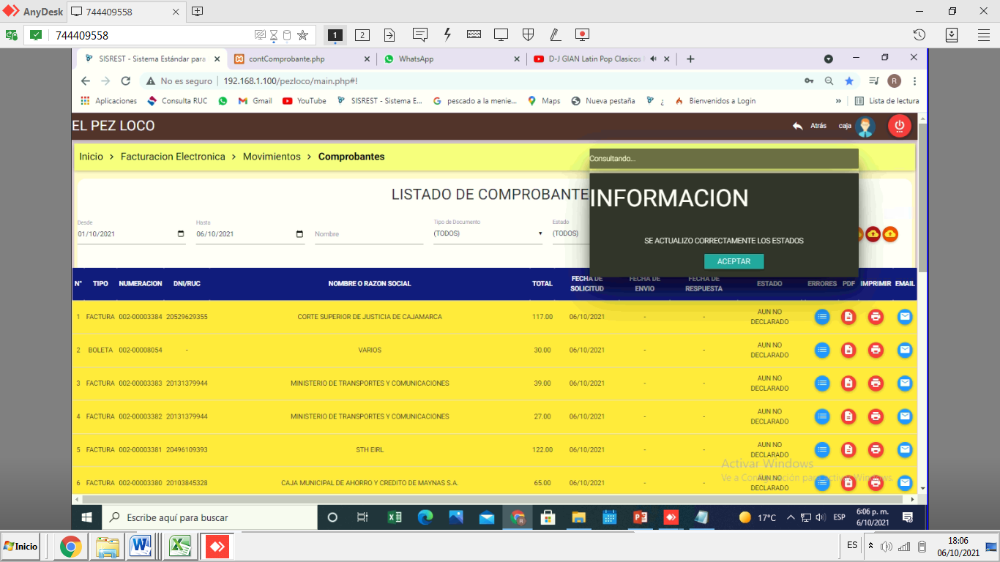 AnyDesk 744409558
744409558 1 2
SISREST - Sistema Estándar para contComprobante.php WhatsApp D-J GIAN Latin Pop Clasicos
No es seguro 192.168.1.100/pezloco/main.php#! R
Aplicaciones Consulta RUC Gmail YouTube SISREST - Sistema E... pescado a la menie... Maps Nueva pestaña ¿ Bienvenidos a Login » Lista de lectura
EL PEZ LOCO Atrás caja
Inicio > Facturacion Electronica > Movimientos > Comprobantes
Consultando...
LISTADO DE COMPROBANTE
INFORMACION
SE ACTUALIZO CORRECTAMENTE LOS ESTADOS
ACEPTAR
Desde Hasta Tipo de Documento Estado
01/10/2021 06/10/2021 Nombre (TODOS) (TODOS)
N° TIPO NUMERACION DNI/RUC NOMBRE O RAZON SOCIAL TOTAL FECHA DE SOLICITUD FECHA DE ENVIO FECHA DE RESPUESTA ESTADO ERRORES PDF IMPRIMIR EMAIL
1 FACTURA 002-00003384 20529629355 CORTE SUPERIOR DE JUSTICIA DE CAJAMARCA 117.00 06/10/2021 - - AUN NO DECLARADO
2 BOLETA 002-00008054 - VARIOS 30.00 06/10/2021 - - AUN NO DECLARADO
3 FACTURA 002-00003383 20131379944 MINISTERIO DE TRANSPORTES Y COMUNICACIONES 39.00 06/10/2021 - - AUN NO DECLARADO
4 FACTURA 002-00003382 20131379944 MINISTERIO DE TRANSPORTES Y COMUNICACIONES 27.00 06/10/2021 - - AUN NO DECLARADO
5 FACTURA 002-00003381 20496109393 STH EIRL 122.00 06/10/2021 - - AUN NO DECLARADO
6 FACTURA 002-00003380 20103845328 CAJA MUNICIPAL DE AHORRO Y CREDITO DE MAYNAS S.A. 65.00 06/10/2021 - - AUN NO DECLARADO
Activar Windows
Ve a Configuración para activar Windows.
Escribe aquí para buscar 17°C ESP 6:06 p. m.
6/10/2021
Inicio ES 18:06
06/10/2021